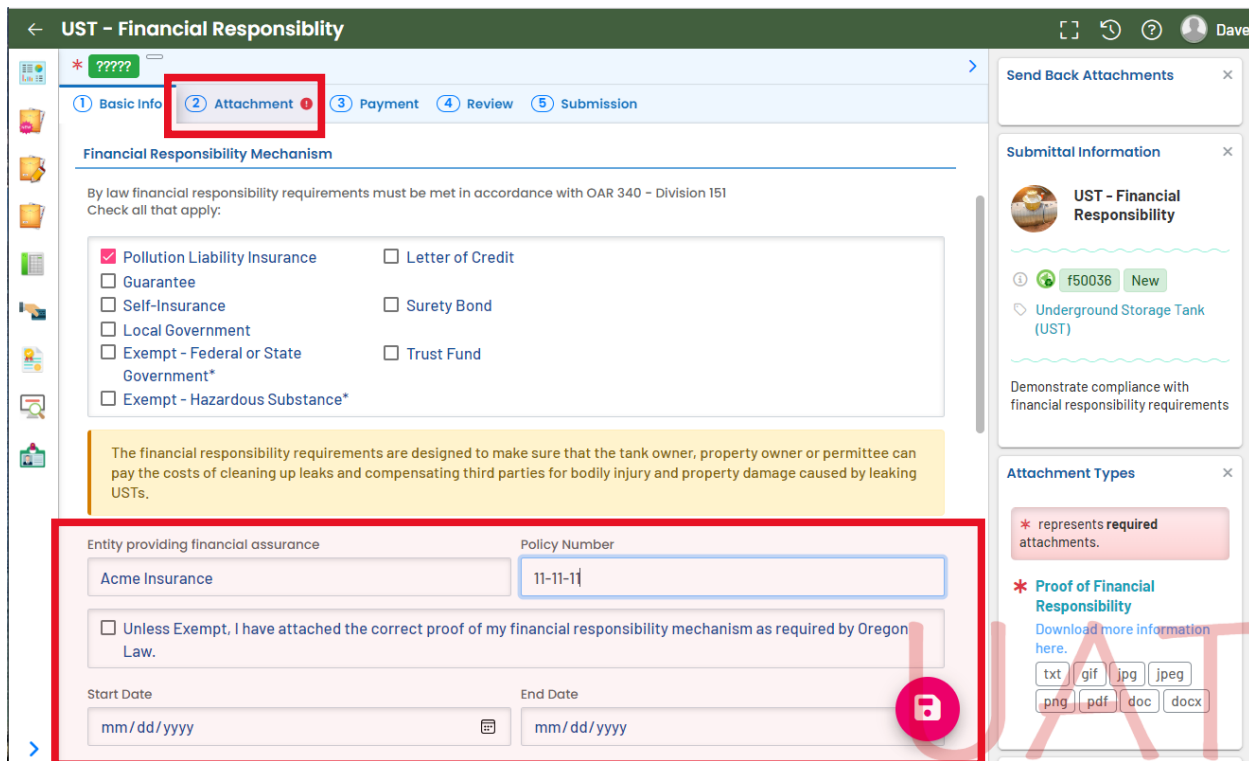 UST - Financial Responsiblity
Dave
* ?????
1 Basic Info 2 Attachment 3 Payment 4 Review 5 Submission
Financial Responsibility Mechanism
By law financial responsibility requirements must be met in accordance with OAR 340 - Division 151
Check all that apply:
Pollution Liability Insurance
Letter of Credit
Guarantee
Self-Insurance
Surety Bond
Local Government
Exempt - Federal or State
Government*
Trust Fund
Exempt - Hazardous Substance*
The financial responsibility requirements are designed to make sure that the tank owner, property owner or permittee can
pay the costs of cleaning up leaks and compensating third parties for bodily injury and property damage caused by leaking
USTs.
Entity providing financial assurance
Policy Number
Acme Insurance
11-11-11
Unless Exempt, I have attached the correct proof of my financial responsibility mechanism as required by Oregon
Law.
Start Date
End Date
mm/dd/yyyy
mm/dd/yyyy
Send Back Attachments
Submittal Information
UST - Financial
Responsibility
f50036 New
Underground Storage Tank
(UST)
Demonstrate compliance with
financial responsibility requirements
Attachment Types
* represents required
attachments.
* Proof of Financial
Responsibility
Download more information
here.
txt gif jpg jpeg
png pdf doc docx
UAT